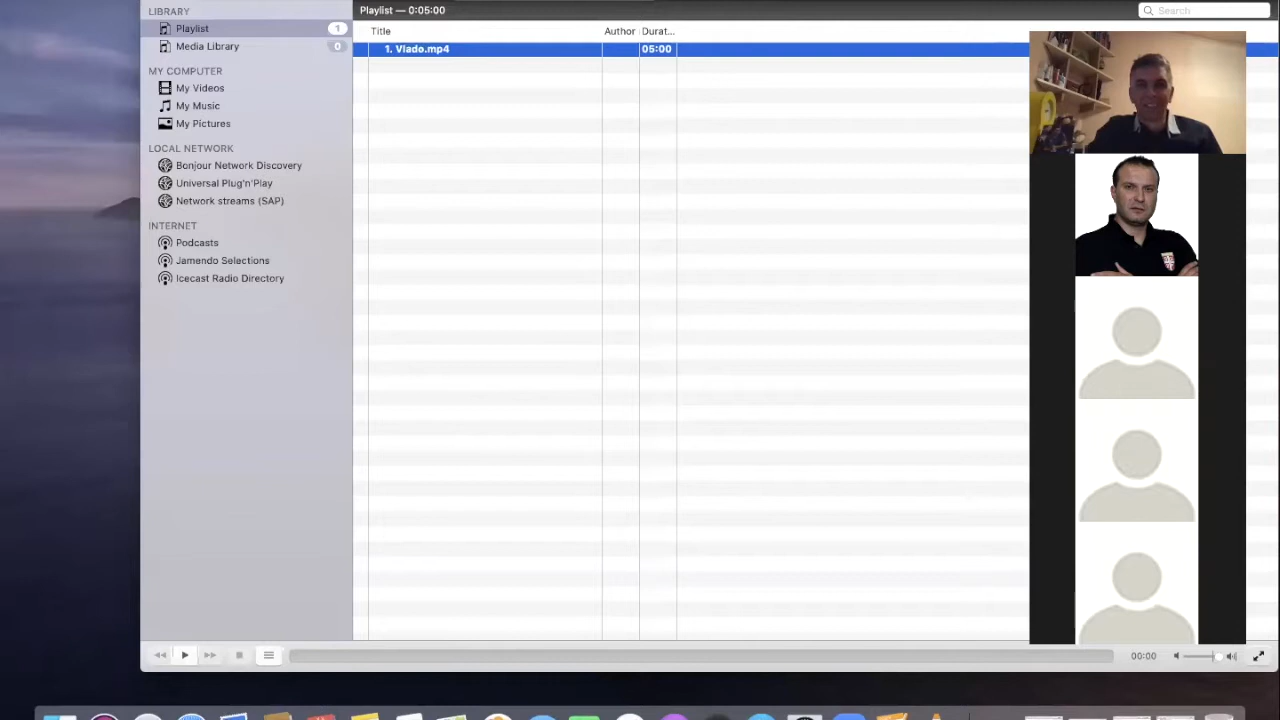 LIBRARY
Playlist 1
Media Library 0
MY COMPUTER
My Videos
My Music
My Pictures
LOCAL NETWORK
Bonjour Network Discovery
Universal Plug'n'Play
Network streams (SAP)
INTERNET
Podcasts
Jamendo Selections
Icecast Radio Directory
Playlist — 0:05:00
Search
Title Author Durat...
1. Vlado.mp4 05:00
00:00